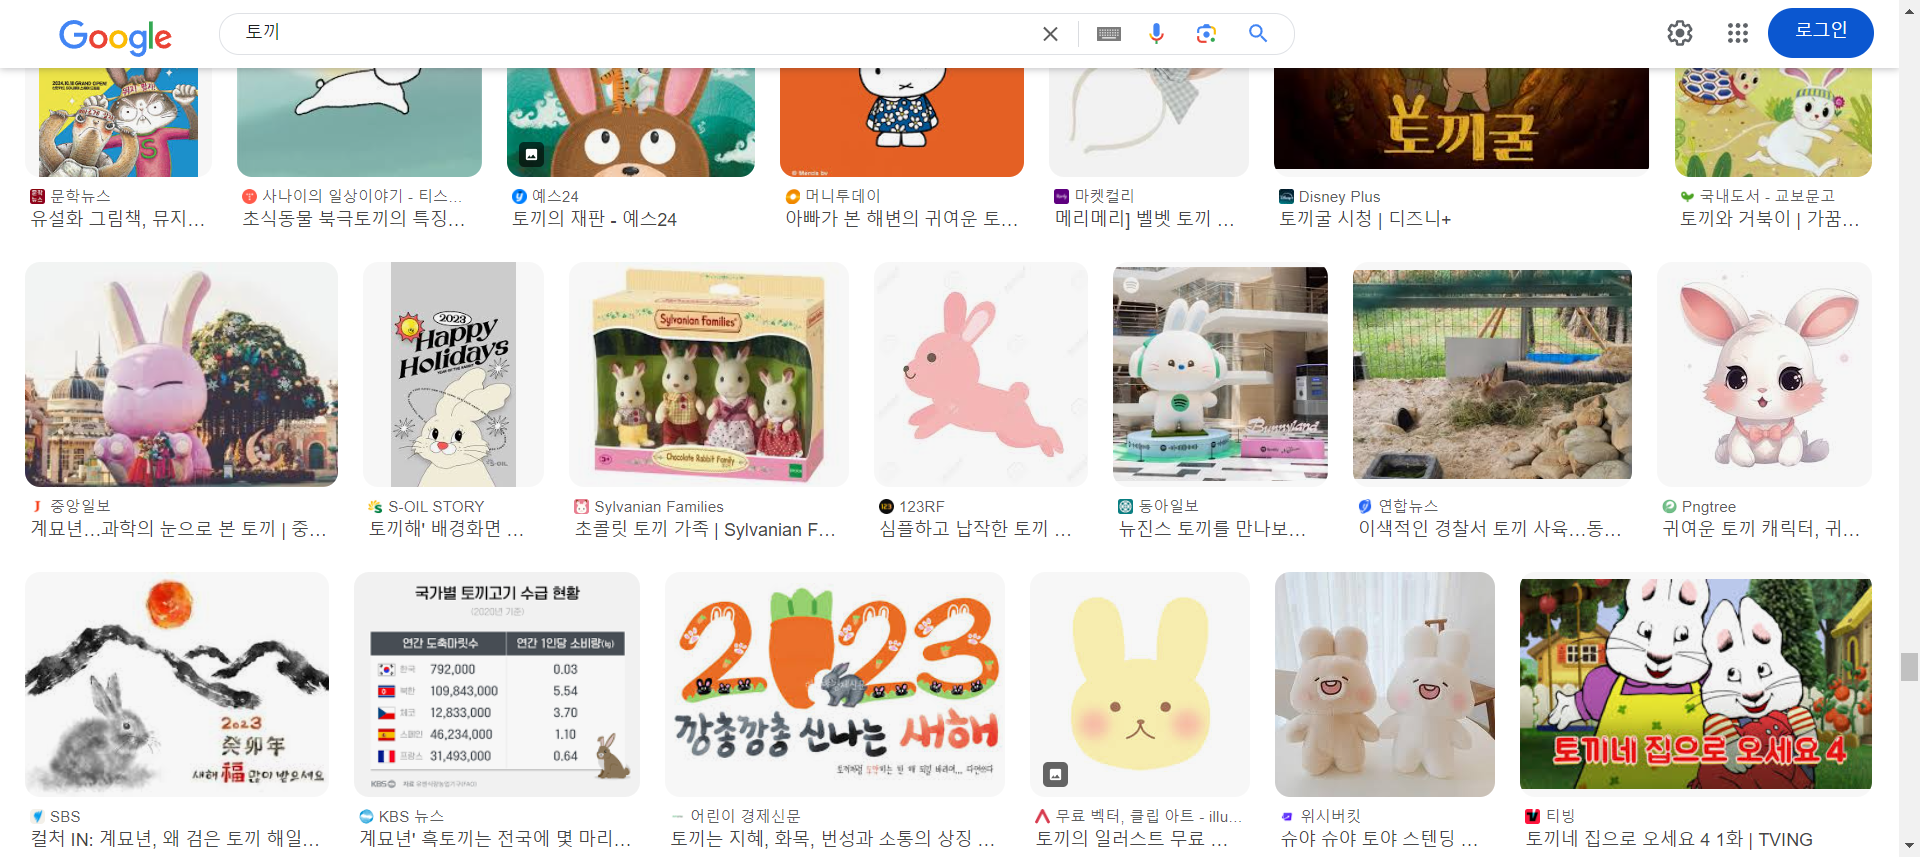 Google
토끼
로그인
2024.10.18 GRAND OPEN!
S
토끼굴
문학뉴스
유설화 그림책, 뮤지...
사나이의 일상이야기 - 티스...
초식동물 북극토끼의 특징...
예스24
토끼의 재판 - 예스24
머니투데이
아빠가 본 해변의 귀여운 토...
마켓컬리
메리메리] 벨벳 토끼 ...
Disney Plus
토끼굴 시청 | 디즈니+
국내도서 - 교보문고
토끼와 거북이 | 가꿈...
2023
Happy
Holidays
S-OIL
Sylvanian Families
Chocolate Rabbit Family
3+
Bunnyland
중앙일보
계묘년...과학의 눈으로 본 토끼 | 중...
S-OIL STORY
토끼해' 배경화면 ...
Sylvanian Families
초콜릿 토끼 가족 | Sylvanian F...
123RF
심플하고 납작한 토끼 ...
동아일보
뉴진스 토끼를 만나보...
연합뉴스
이색적인 경찰서 토끼 사육...동...
Pngtree
귀여운 토끼 캐릭터, 귀...
2023
癸卯年
새해 福 많이 받으세요
국가별 토끼고기 수급 현황
(2020년 기준)
연간 도축마릿수 연간 1인당 소비량(kg)
한국 792,000 0.03
북한 109,843,000 5.54
체코 12,833,000 3.70
스페인 46,234,000 1.10
프랑스 31,493,000 0.64
KBS
2023
깡총깡총 신나는 새해
토끼네 집으로 오세요 4
SBS
컬처 IN: 계묘년, 왜 검은 토끼 해일...
KBS 뉴스
계묘년' 흑토끼는 전국에 몇 마리...
어린이 경제신문
토끼는 지혜, 화목, 번성과 소통의 상징 ...
무료 벡터, 클립 아트 - illu...
토끼의 일러스트 무료 ...
위시버킷
슈야 슈야 토야 스텐딩 ...
티빙
토끼네 집으로 오세요 4 1화 | TVING